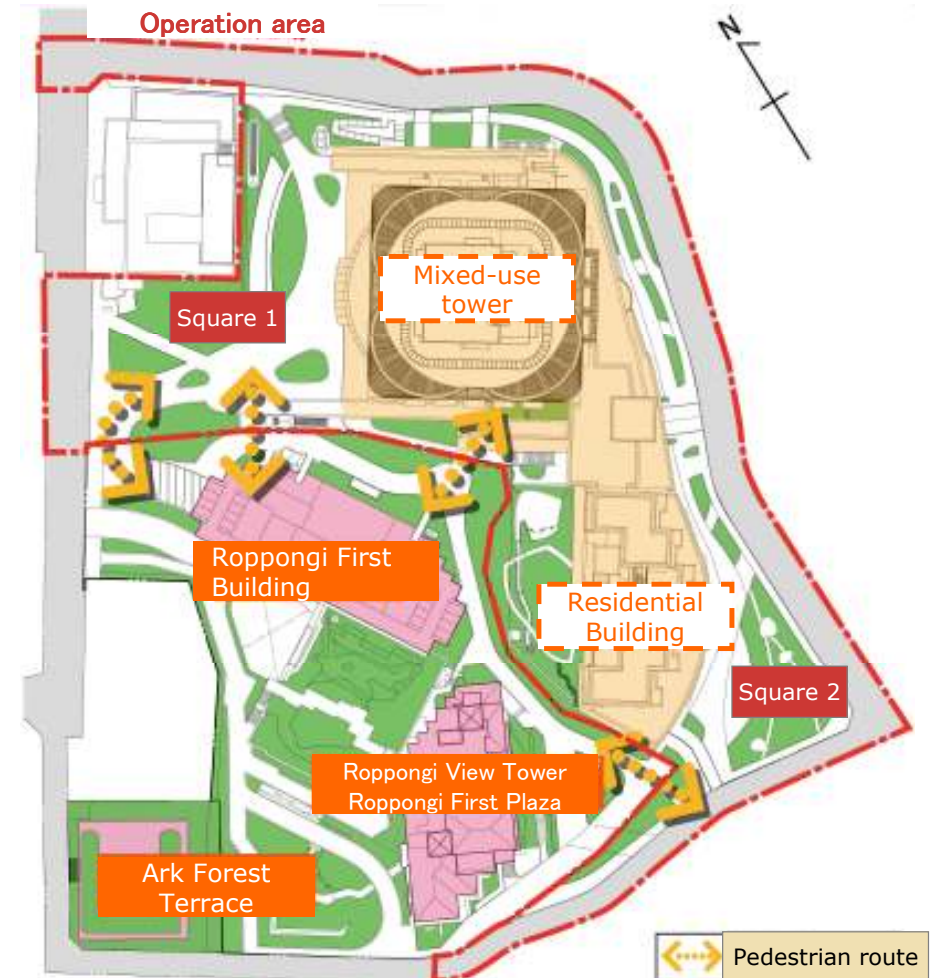 Operation area
N
Mixed-use
tower
Square 1
Roppongi First
Building
Residential
Building
Square 2
Roppongi View Tower
Roppongi First Plaza
Ark Forest
Terrace
Pedestrian route